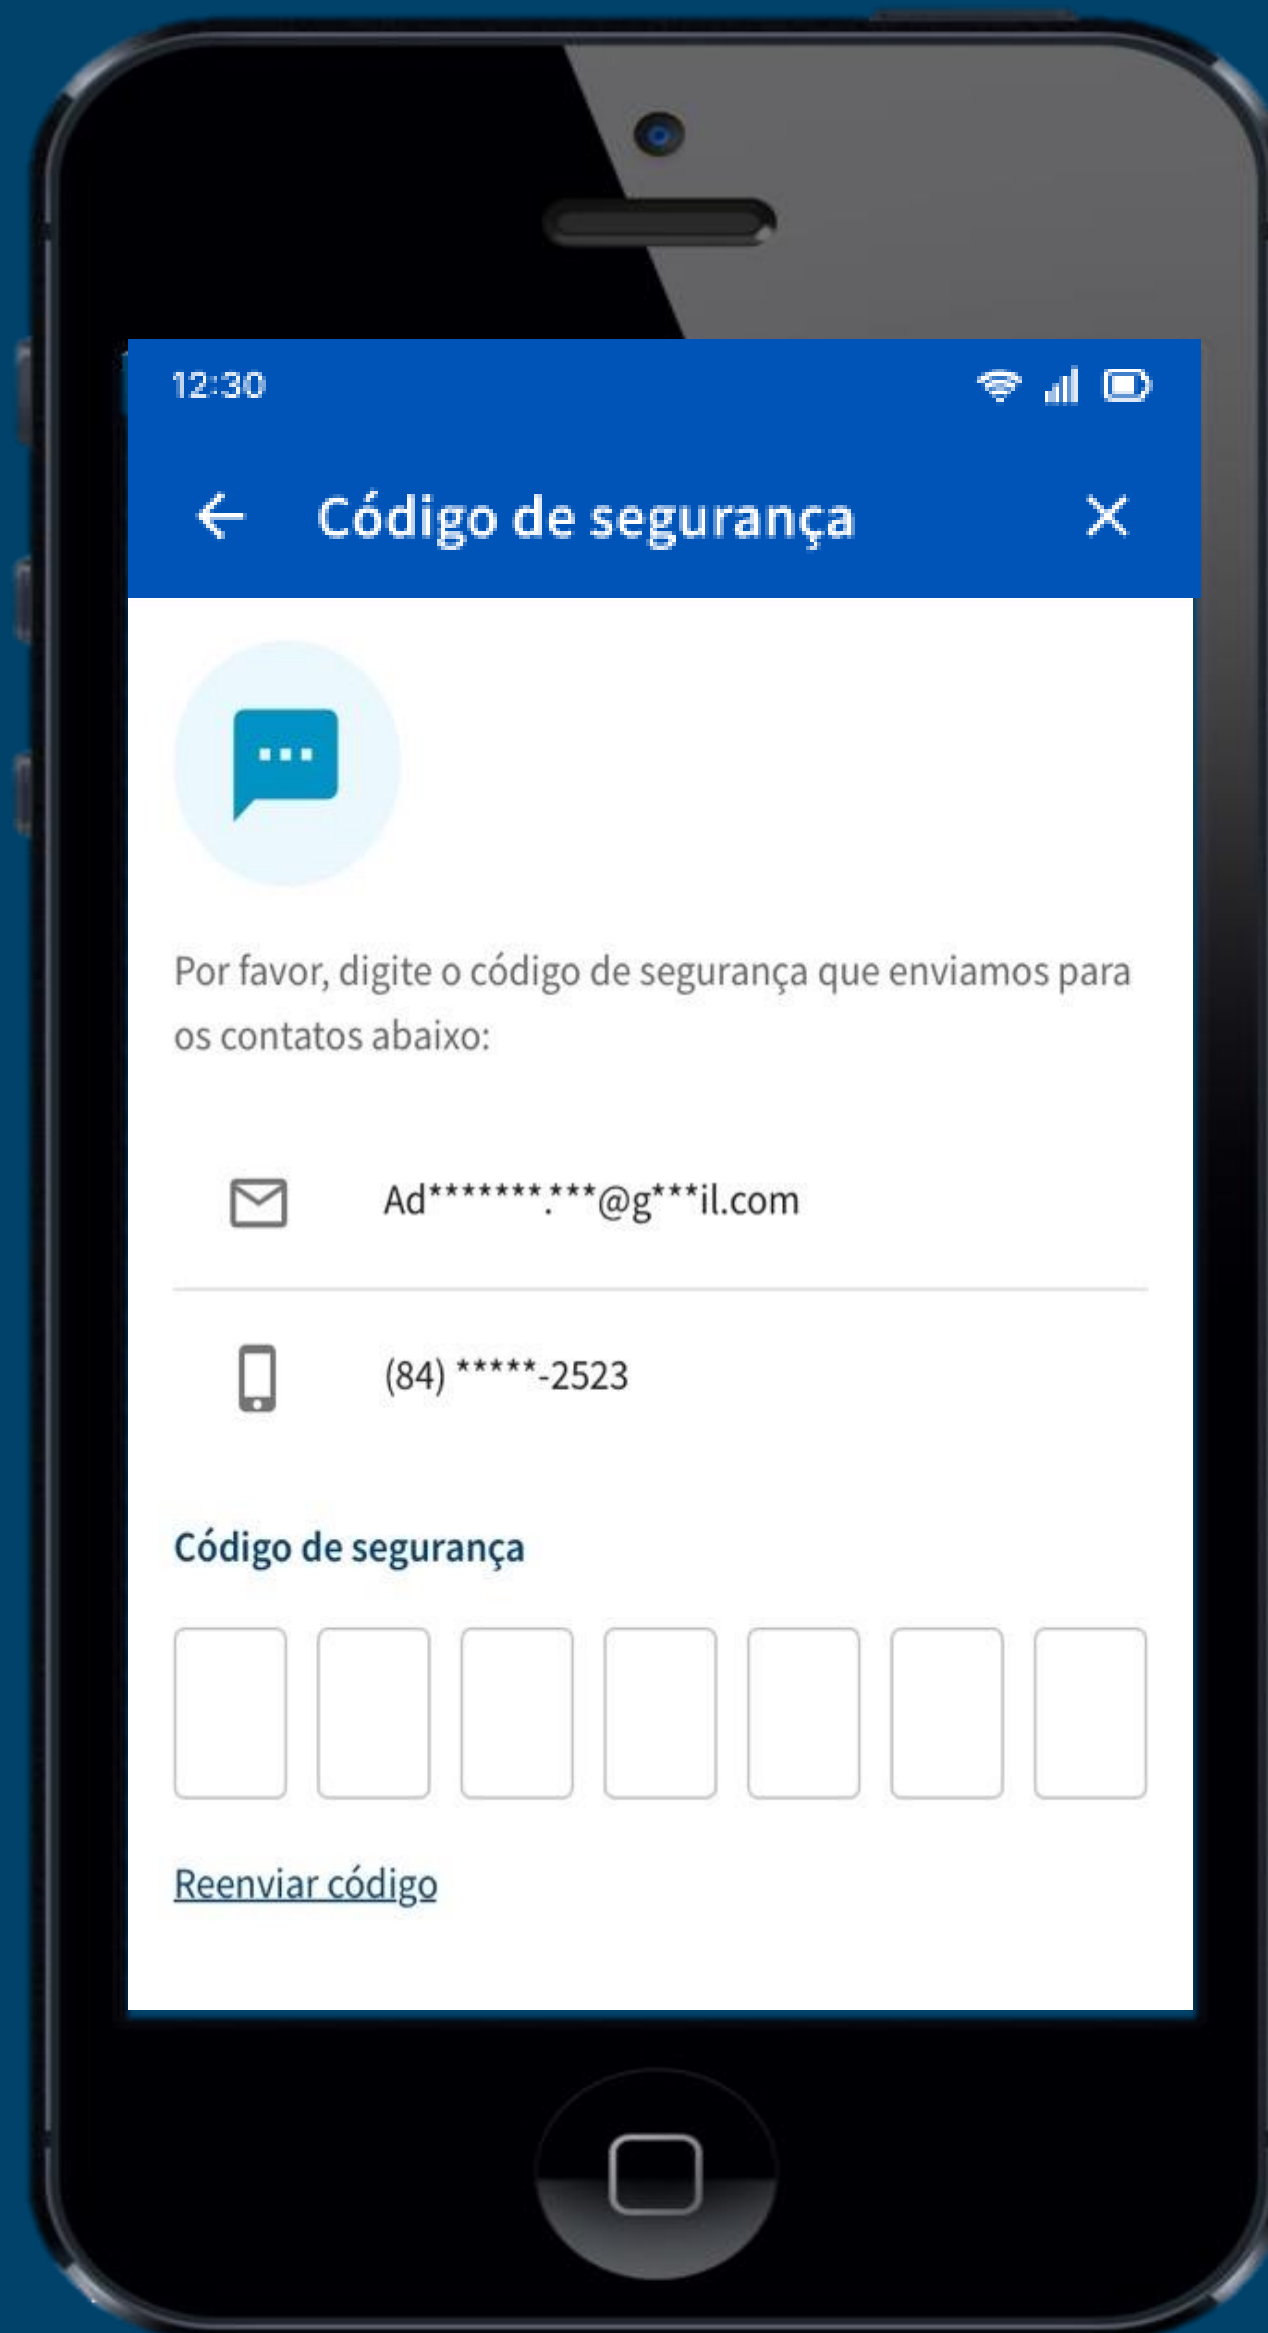 12:30
Código de segurança
Por favor, digite o código de segurança que enviamos para
os contatos abaixo:
Ad*******.***@g***il.com
(84) *****-2523
Código de segurança
Reenviar código